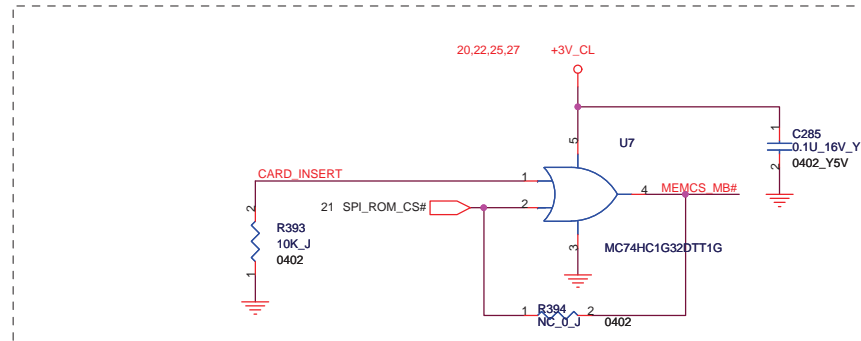 20,22,25,27 +3V_CL
5
U7
1
C285
0.1U_16V_Y
2
0402_Y5V
CARD_INSERT
1
4
MEMCS_MB#
21 SPI_ROM_CS#
2
2
R393
10K_J
0402
1
3
MC74HC1G32DTT1G
1
R394
2
NC_0_J
0402